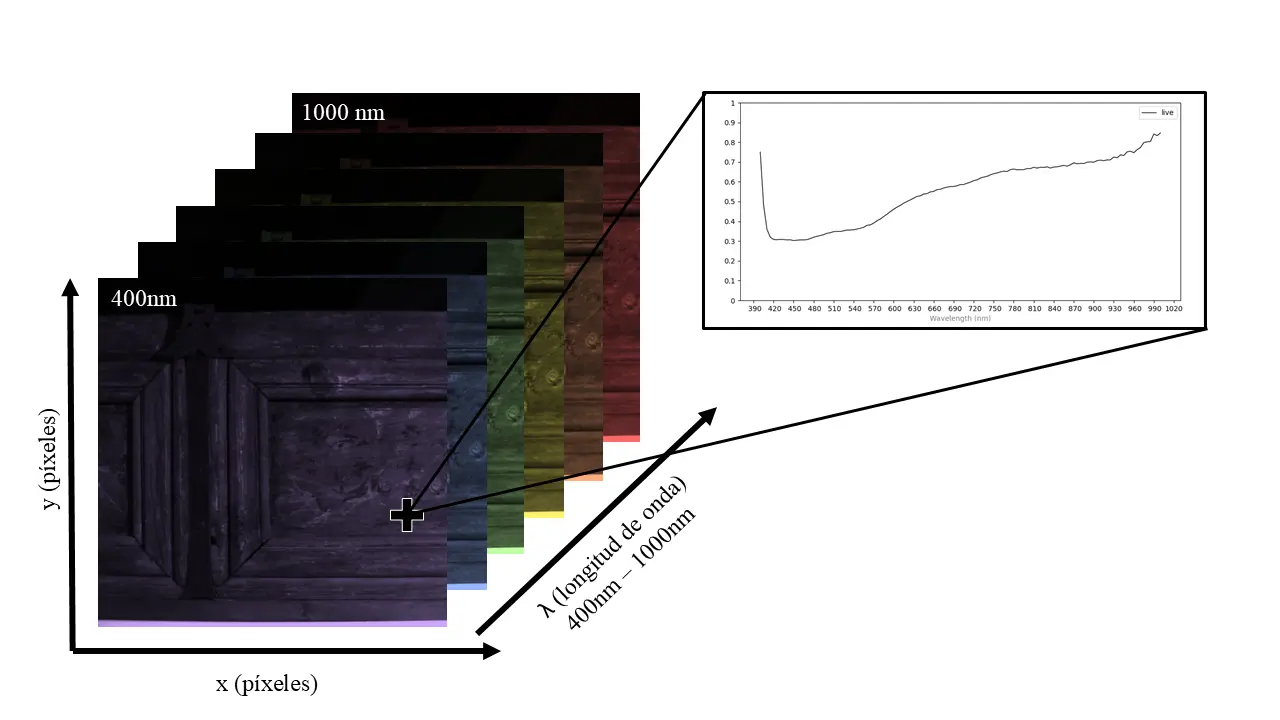 1000 nm
400nm
y (píxeles)
x (píxeles)
λ (longitud de onda)
400nm – 1000nm
live
1
0.9
0.8
0.7
0.6
0.5
0.4
0.3
0.2
0.1
0
390 420 450 480 510 540 570 600 630 660 690 720 750 780 810 840 870 900 930 960 990 1020
Wavelength (nm)